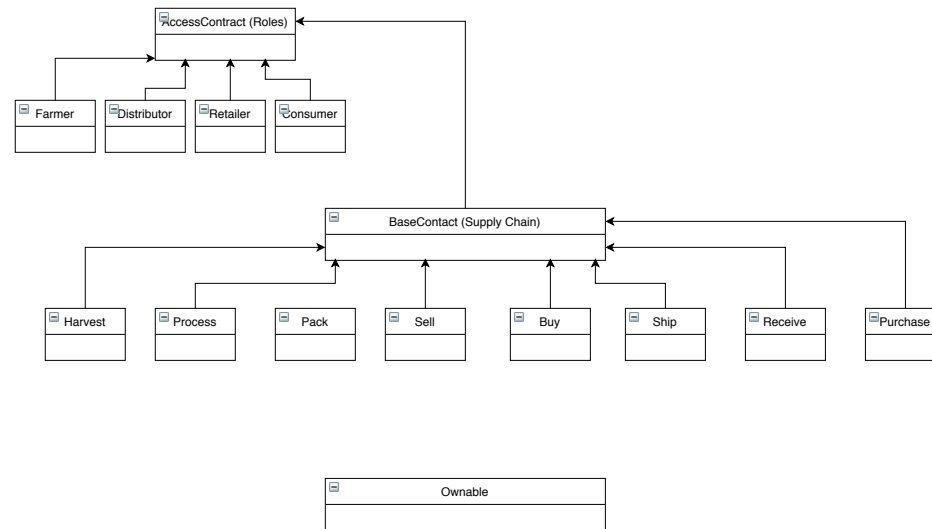 AccessContract (Roles)
Farmer
Distributor
Retailer
Consumer
BaseContact (Supply Chain)
Harvest
Process
Pack
Sell
Buy
Ship
Receive
Purchase
Ownable